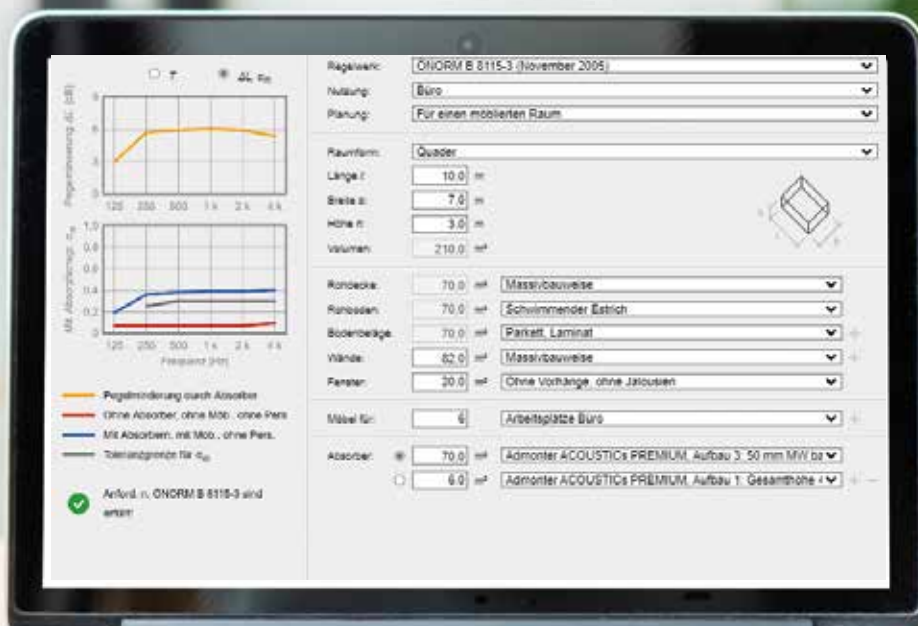 T ΔL, αm
Pegelminderung ΔL [dB]
6
3
0
125 250 500 1 k 2 k 4 k
Mit. Absorptionsgr. αm
1.0
0.8
0.6
0.4
0.2
0
125 250 500 1 k 2 k 4 k
Frequenz [Hz]
Pegelminderung durch Absorber
Ohne Absorber, ohne Möb., ohne Pers.
Mit Absorbern, mit Möb., ohne Pers.
Toleranzgrenze für αm
Anford. n. ÖNORM B 8115-3 sind
erfüllt!
Regelwerk: ÖNORM B 8115-3 (November 2005)
Nutzung: Büro
Planung: Für einen möblierten Raum
Raumform: Quader
Länge l: 10.0 m
Breite b: 7.0 m
Höhe h: 3.0 m
Volumen: 210.0 m³
Rohdecke: 70.0 m² Massivbauweise
Rohboden: 70.0 m² Schwimmender Estrich
Bodenbeläge: 70.0 m² Parkett, Laminat
Wände: 82.0 m² Massivbauweise
Fenster: 20.0 m² Ohne Vorhänge, ohne Jalousien
Möbel für: 6 Arbeitsplätze Büro
Absorber: 70.0 m² Admonter ACOUSTICs PREMIUM, Aufbau 3: 50 mm MW ba
6.0 m² Admonter ACOUSTICs PREMIUM, Aufbau 1: Gesamthöhe 4